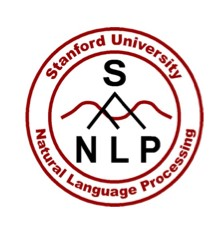 Stanford University
S
NLP
Natural Language Processing